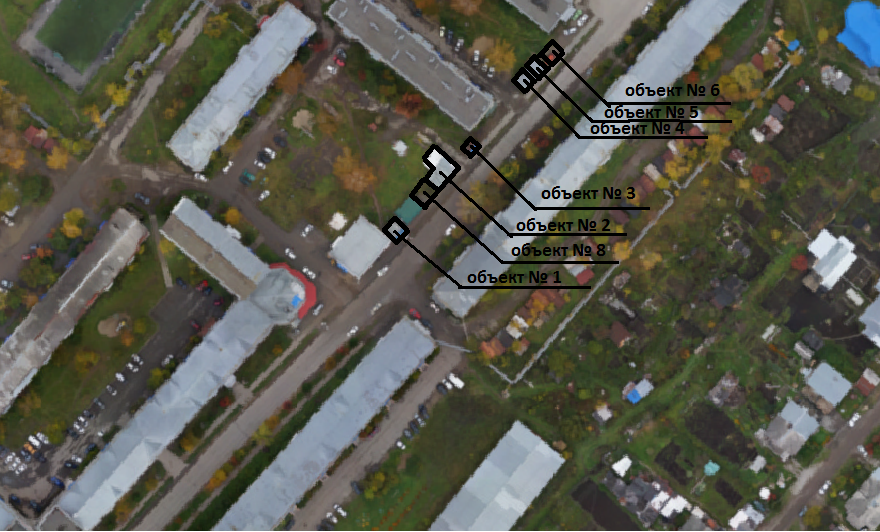 объект № 6
объект № 5
объект № 4
объект № 3
объект № 2
объект № 8
объект № 1